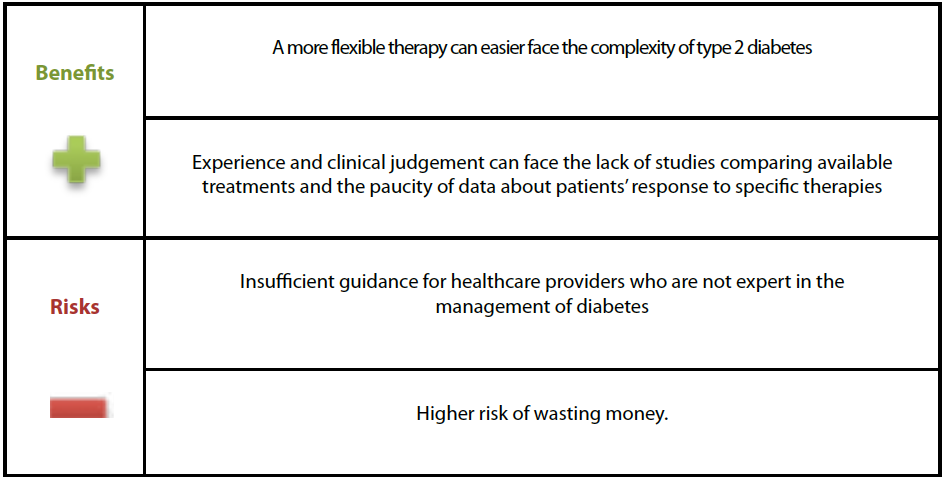 Benefits
A more flexible therapy can easier face the complexity of type 2 diabetes
Experience and clinical judgement can face the lack of studies comparing available
treatments and the paucity of data about patients’ response to specific therapies
Risks
Insufficient guidance for healthcare providers who are not expert in the
management of diabetes
Higher risk of wasting money.